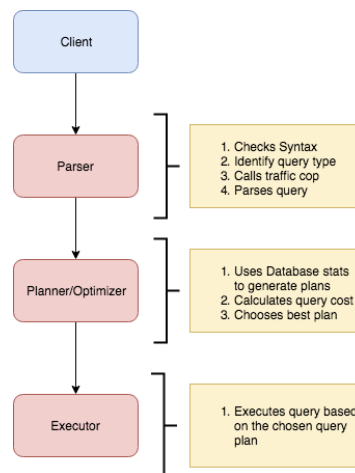 Client
Parser
1. Checks Syntax
2. Identify query type
3. Calls traffic cop
4. Parses query
Planner/Optimizer
1. Uses Database stats
to generate plans
2. Calculates query cost
3. Chooses best plan
Executor
1. Executes query based
on the chosen query
plan